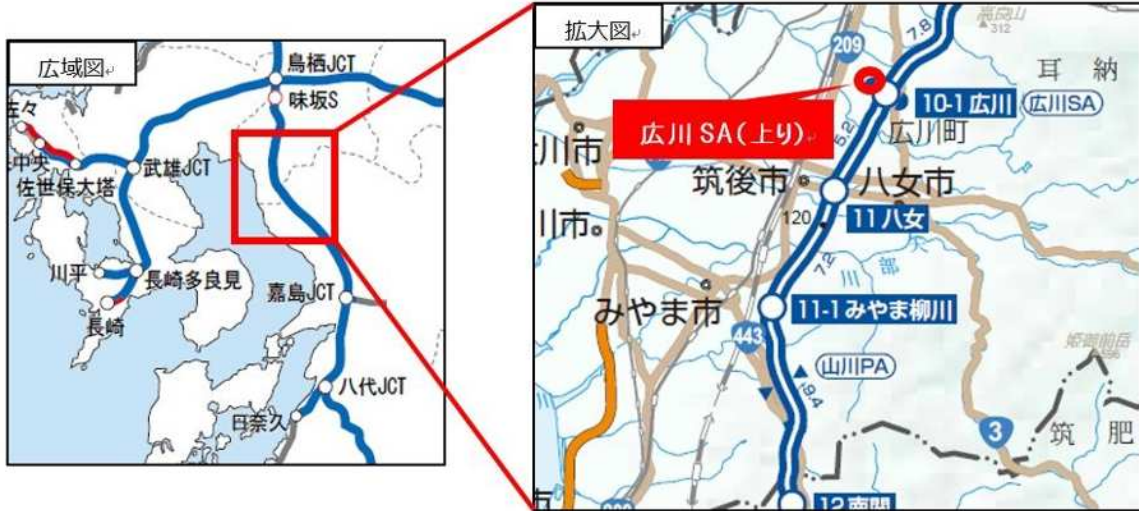 広域図
鳥栖JCT
味坂S
佐々
中央
佐世保大塔
武雄JCT
川平
長崎多良見
長崎
嘉島JCT
八代JCT
日奈久
拡大図
209
7.8
312
耳納
10-1 広川
広川SA
広川SA(上り)
広川町
5.2
川市
筑後市
八女市
11 八女
120
7.2
川市
みやま市
11-1 みやま柳川
443
山川PA
9.4
3
筑肥
12 南関